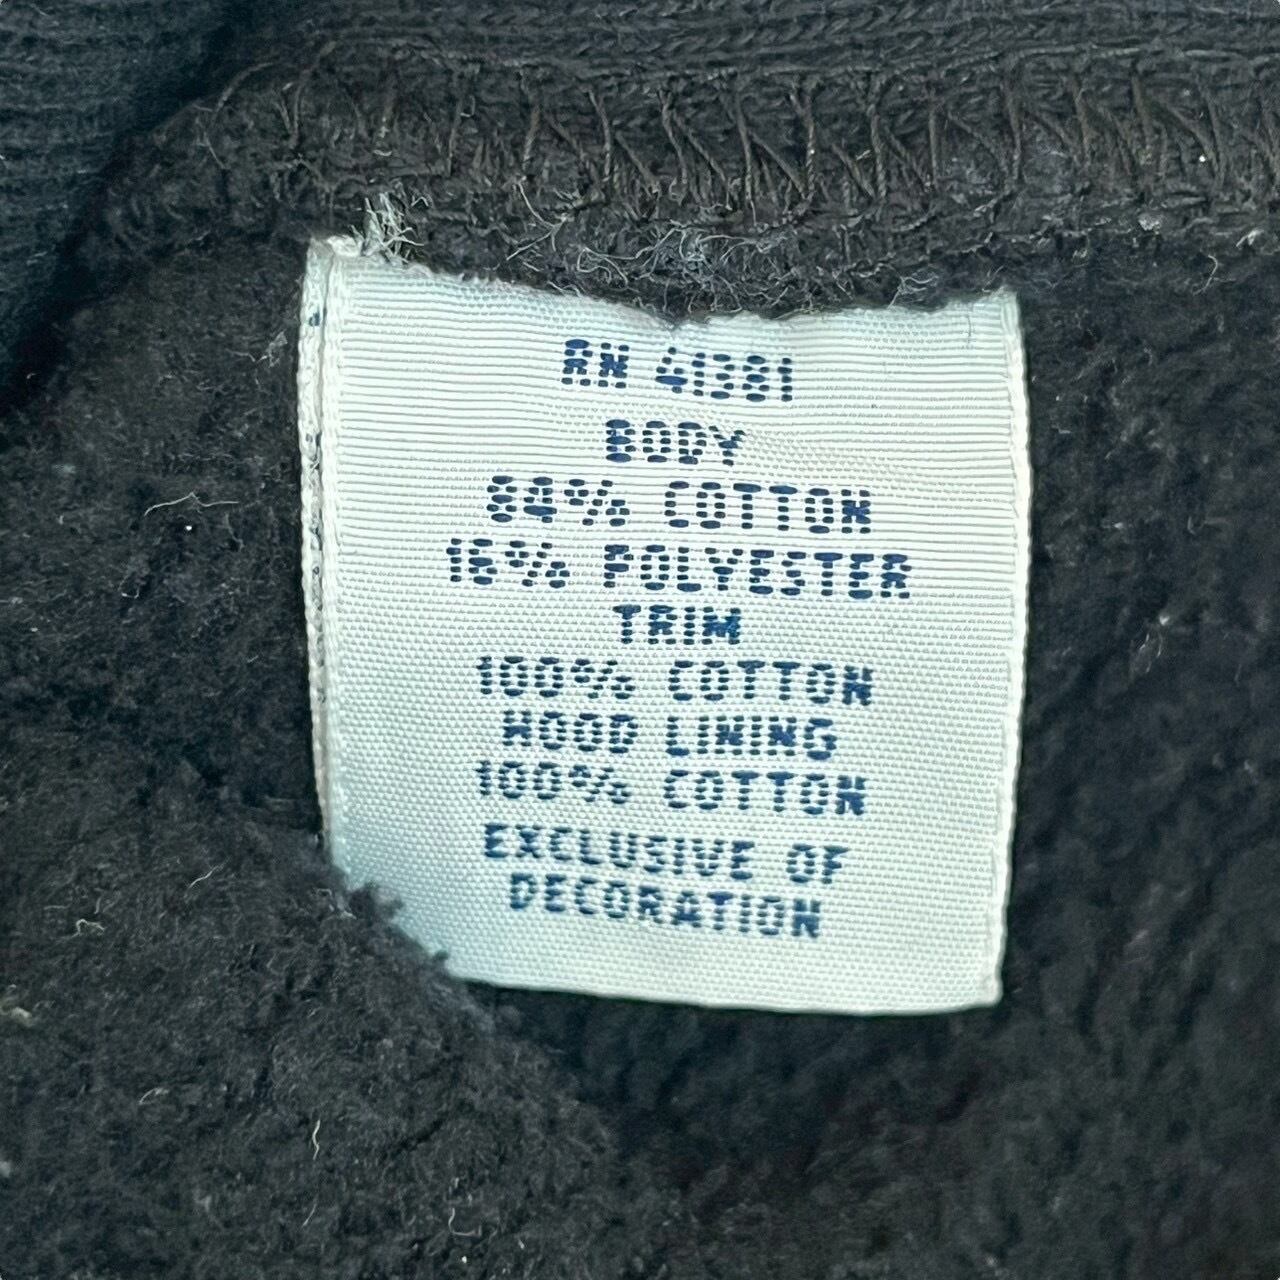 RN 41381
BODY
84% COTTON
16% POLYESTER
TRIM
100% COTTON
HOOD LINING
100% COTTON
EXCLUSIVE OF
DECORATION